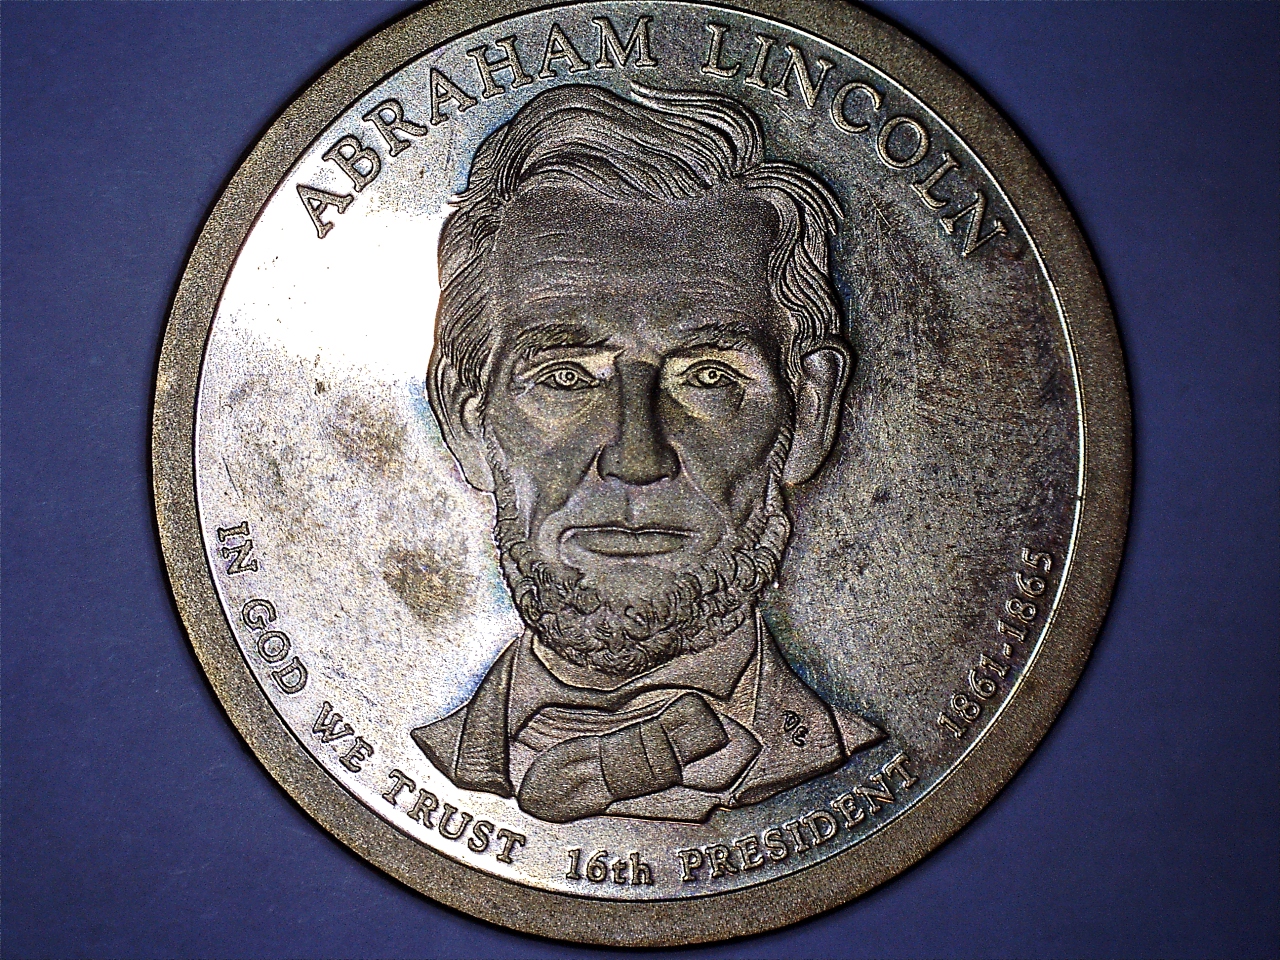 ABRAHAM LINCOLN
IN GOD WE TRUST
16th PRESIDENT
1861-1865